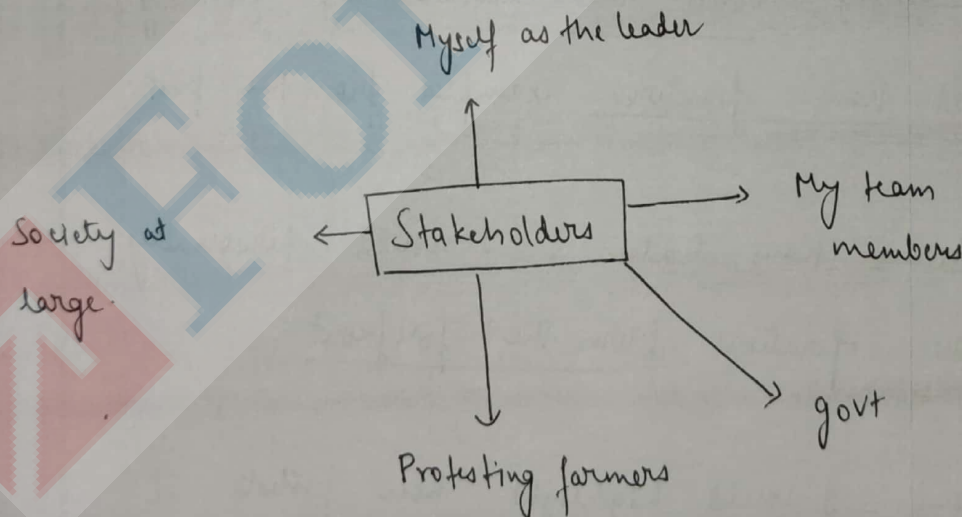 Myself as the leader
My team
members
Society at
large.
Stakeholders
govt
Protesting farmers